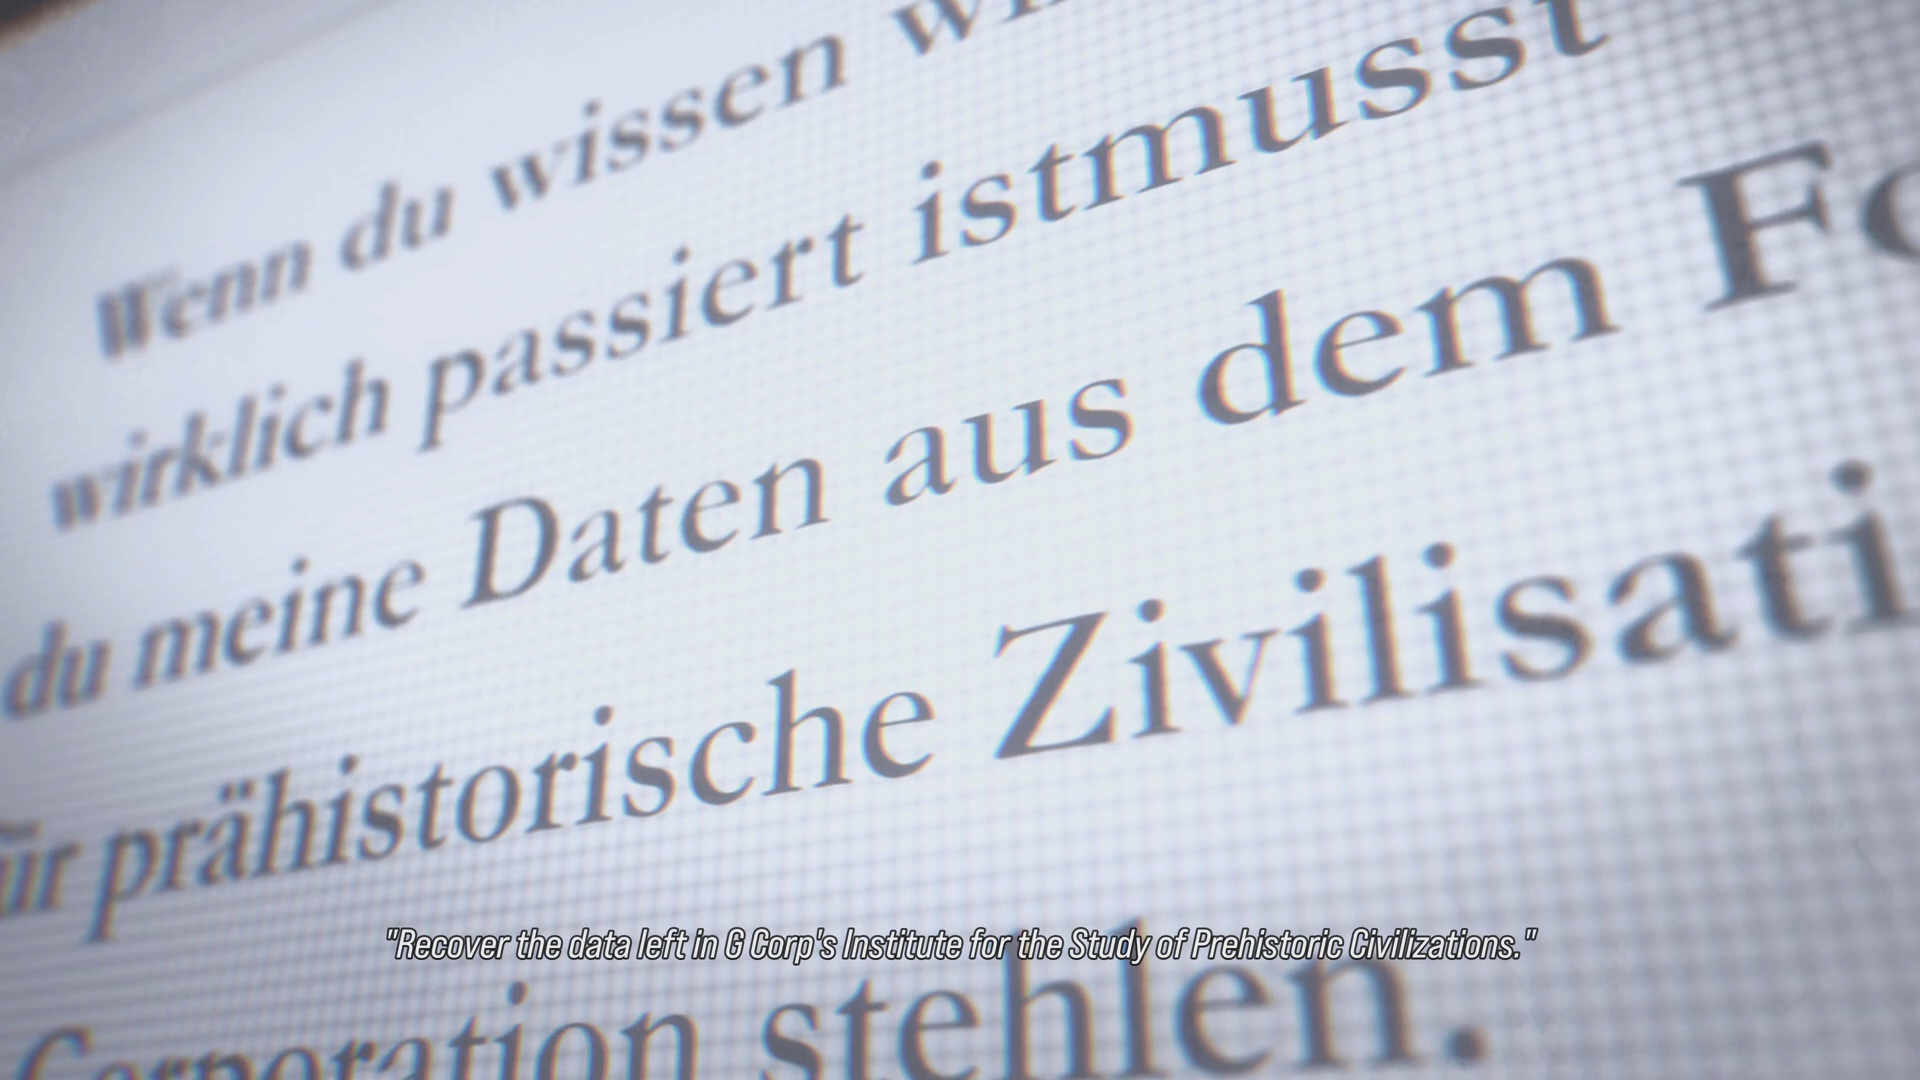 Wenn du wissen
wirklich passiert istmusst
du meine Daten aus dem
prähistorische
stehlen.
"Recover the data left in G Corp's Institute for the Study of Prehistoric Civilizations."